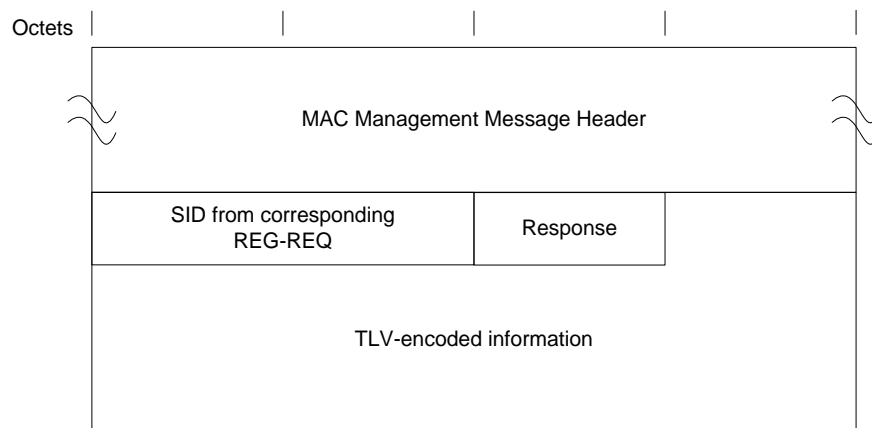 Octets
MAC Management Message Header
SID from corresponding
REG-REQ
Response
TLV-encoded information